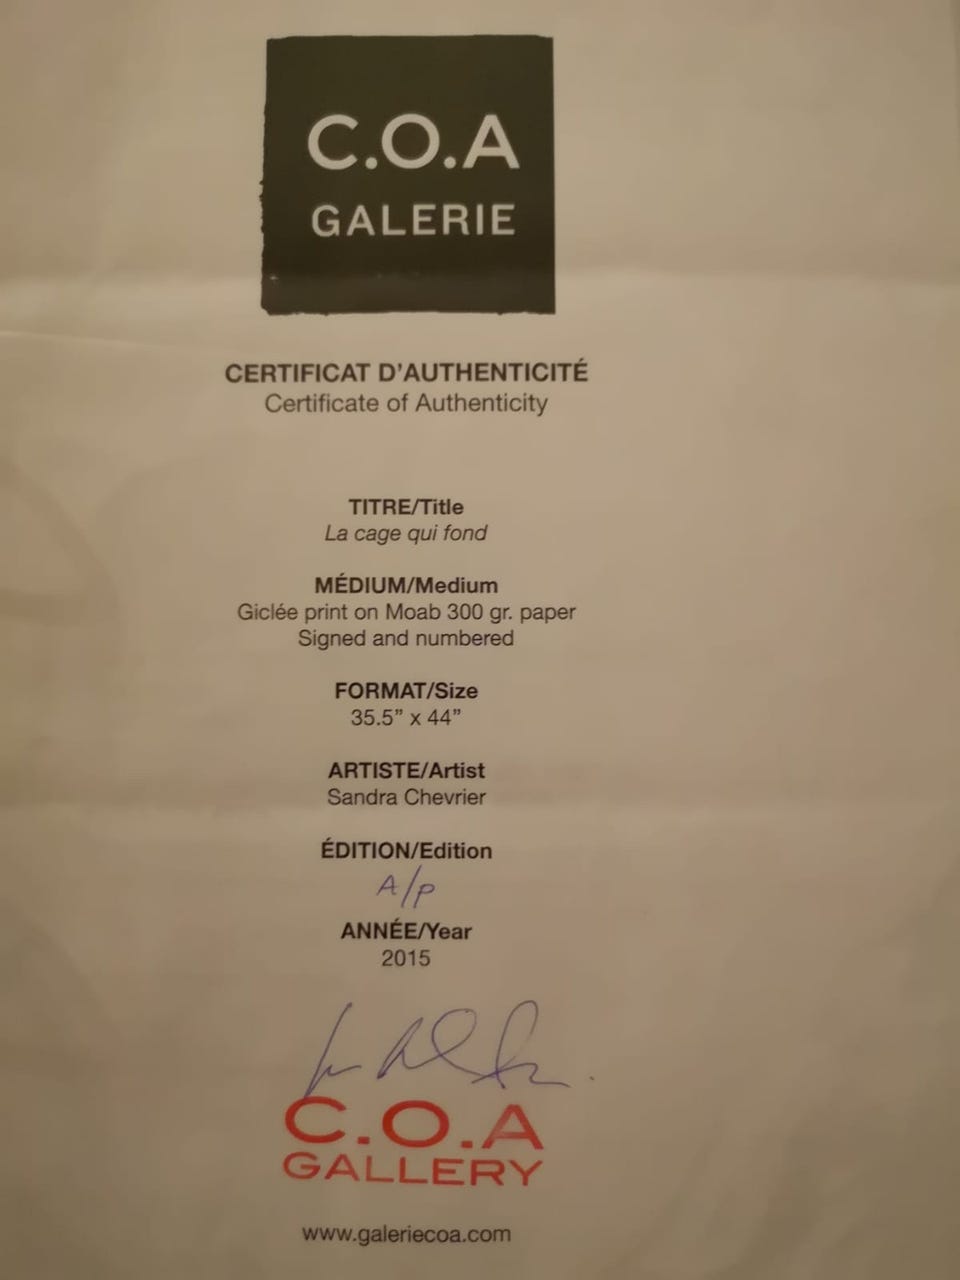 C.O.A
GALERIE
CERTIFICAT D'AUTHENTICITÉ
Certificate of Authenticity
TITRE/Title
La cage qui fond
MÉDIUM/Medium
Giclée print on Moab 300 gr. paper
Signed and numbered
FORMAT/Size
35.5” x 44”
ARTISTE/Artist
Sandra Chevrier
ÉDITION/Edition
A/P
ANNÉE/Year
2015
C.O.A
GALLERY
www.galeriecoa.com